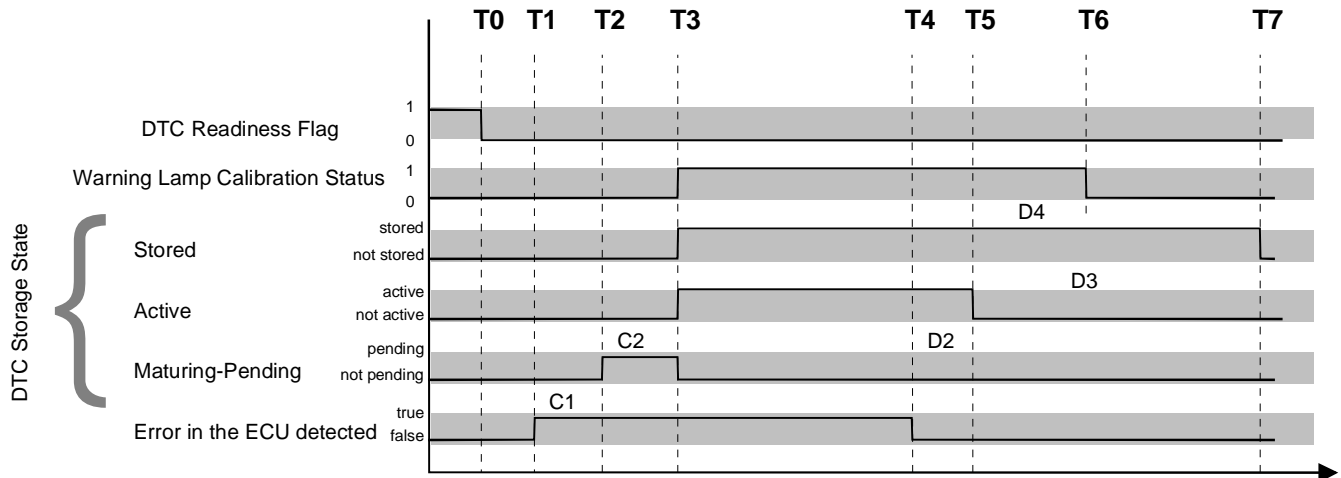 T0 T1 T2 T3 T4 T5 T6 T7
1
DTC Readiness Flag
0
1
Warning Lamp Calibration Status
0
D4
stored
Stored
not stored
D3
active
Active
not active
C2 D2
pending
Maturing-Pending
not pending
C1
true
Error in the ECU detected
false
DTC Storage State